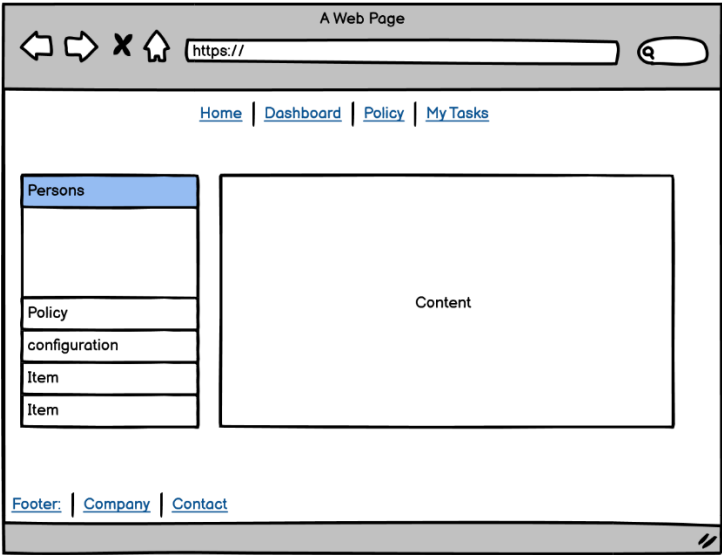 A Web Page
https://
Home | Dashboard | Policy | My Tasks
Persons
Content
Policy
configuration
Item
Item
Footer: | Company | Contact